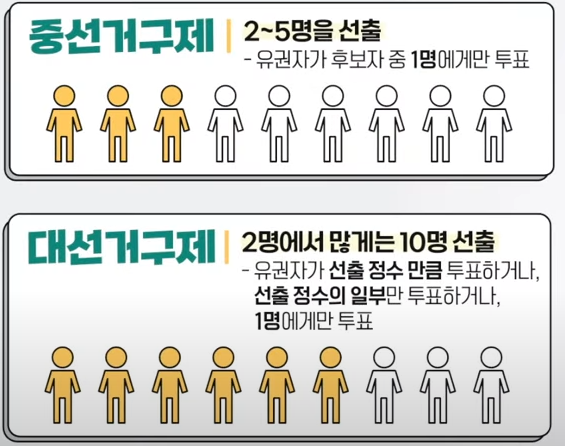 중선거구제
2~5명을 선출
- 유권자가 후보자 중 1명에게만 투표
대선거구제
2명에서 많게는 10명 선출
- 유권자가 선출 정수 만큼 투표하거나,
선출 정수의 일부만 투표하거나,
1명에게만 투표